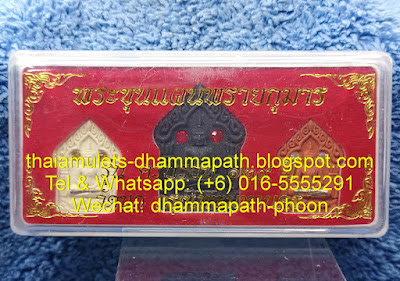 พระขุนแผนพรายกุมาร
thaiamulets-dhammapath.blogspot.com
Tel & Whatsapp: (+6) 016-5555291
Wechat: dhammapath-phoon